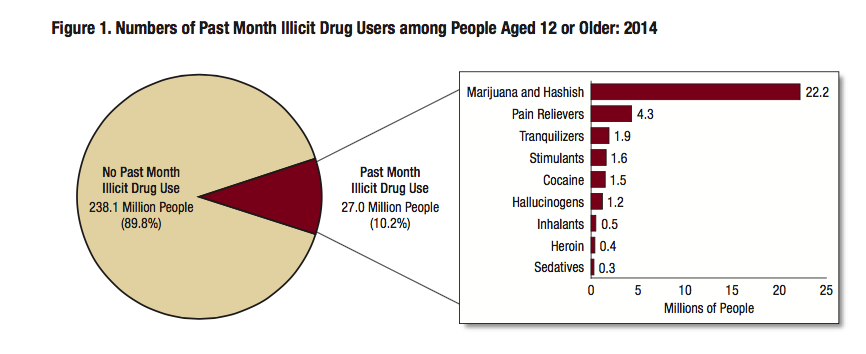 Figure 1. Numbers of Past Month Illicit Drug Users among People Aged 12 or Older: 2014
No Past Month
Illicit Drug Use
238.1 Million People
(89.8%)
Past Month
Illicit Drug Use
27.0 Million People
(10.2%)
Marijuana and Hashish 22.2
Pain Relievers 4.3
Tranquilizers 1.9
Stimulants 1.6
Cocaine 1.5
Hallucinogens 1.2
Inhalants 0.5
Heroin 0.4
Sedatives 0.3
0 5 10 15 20 25
Millions of People